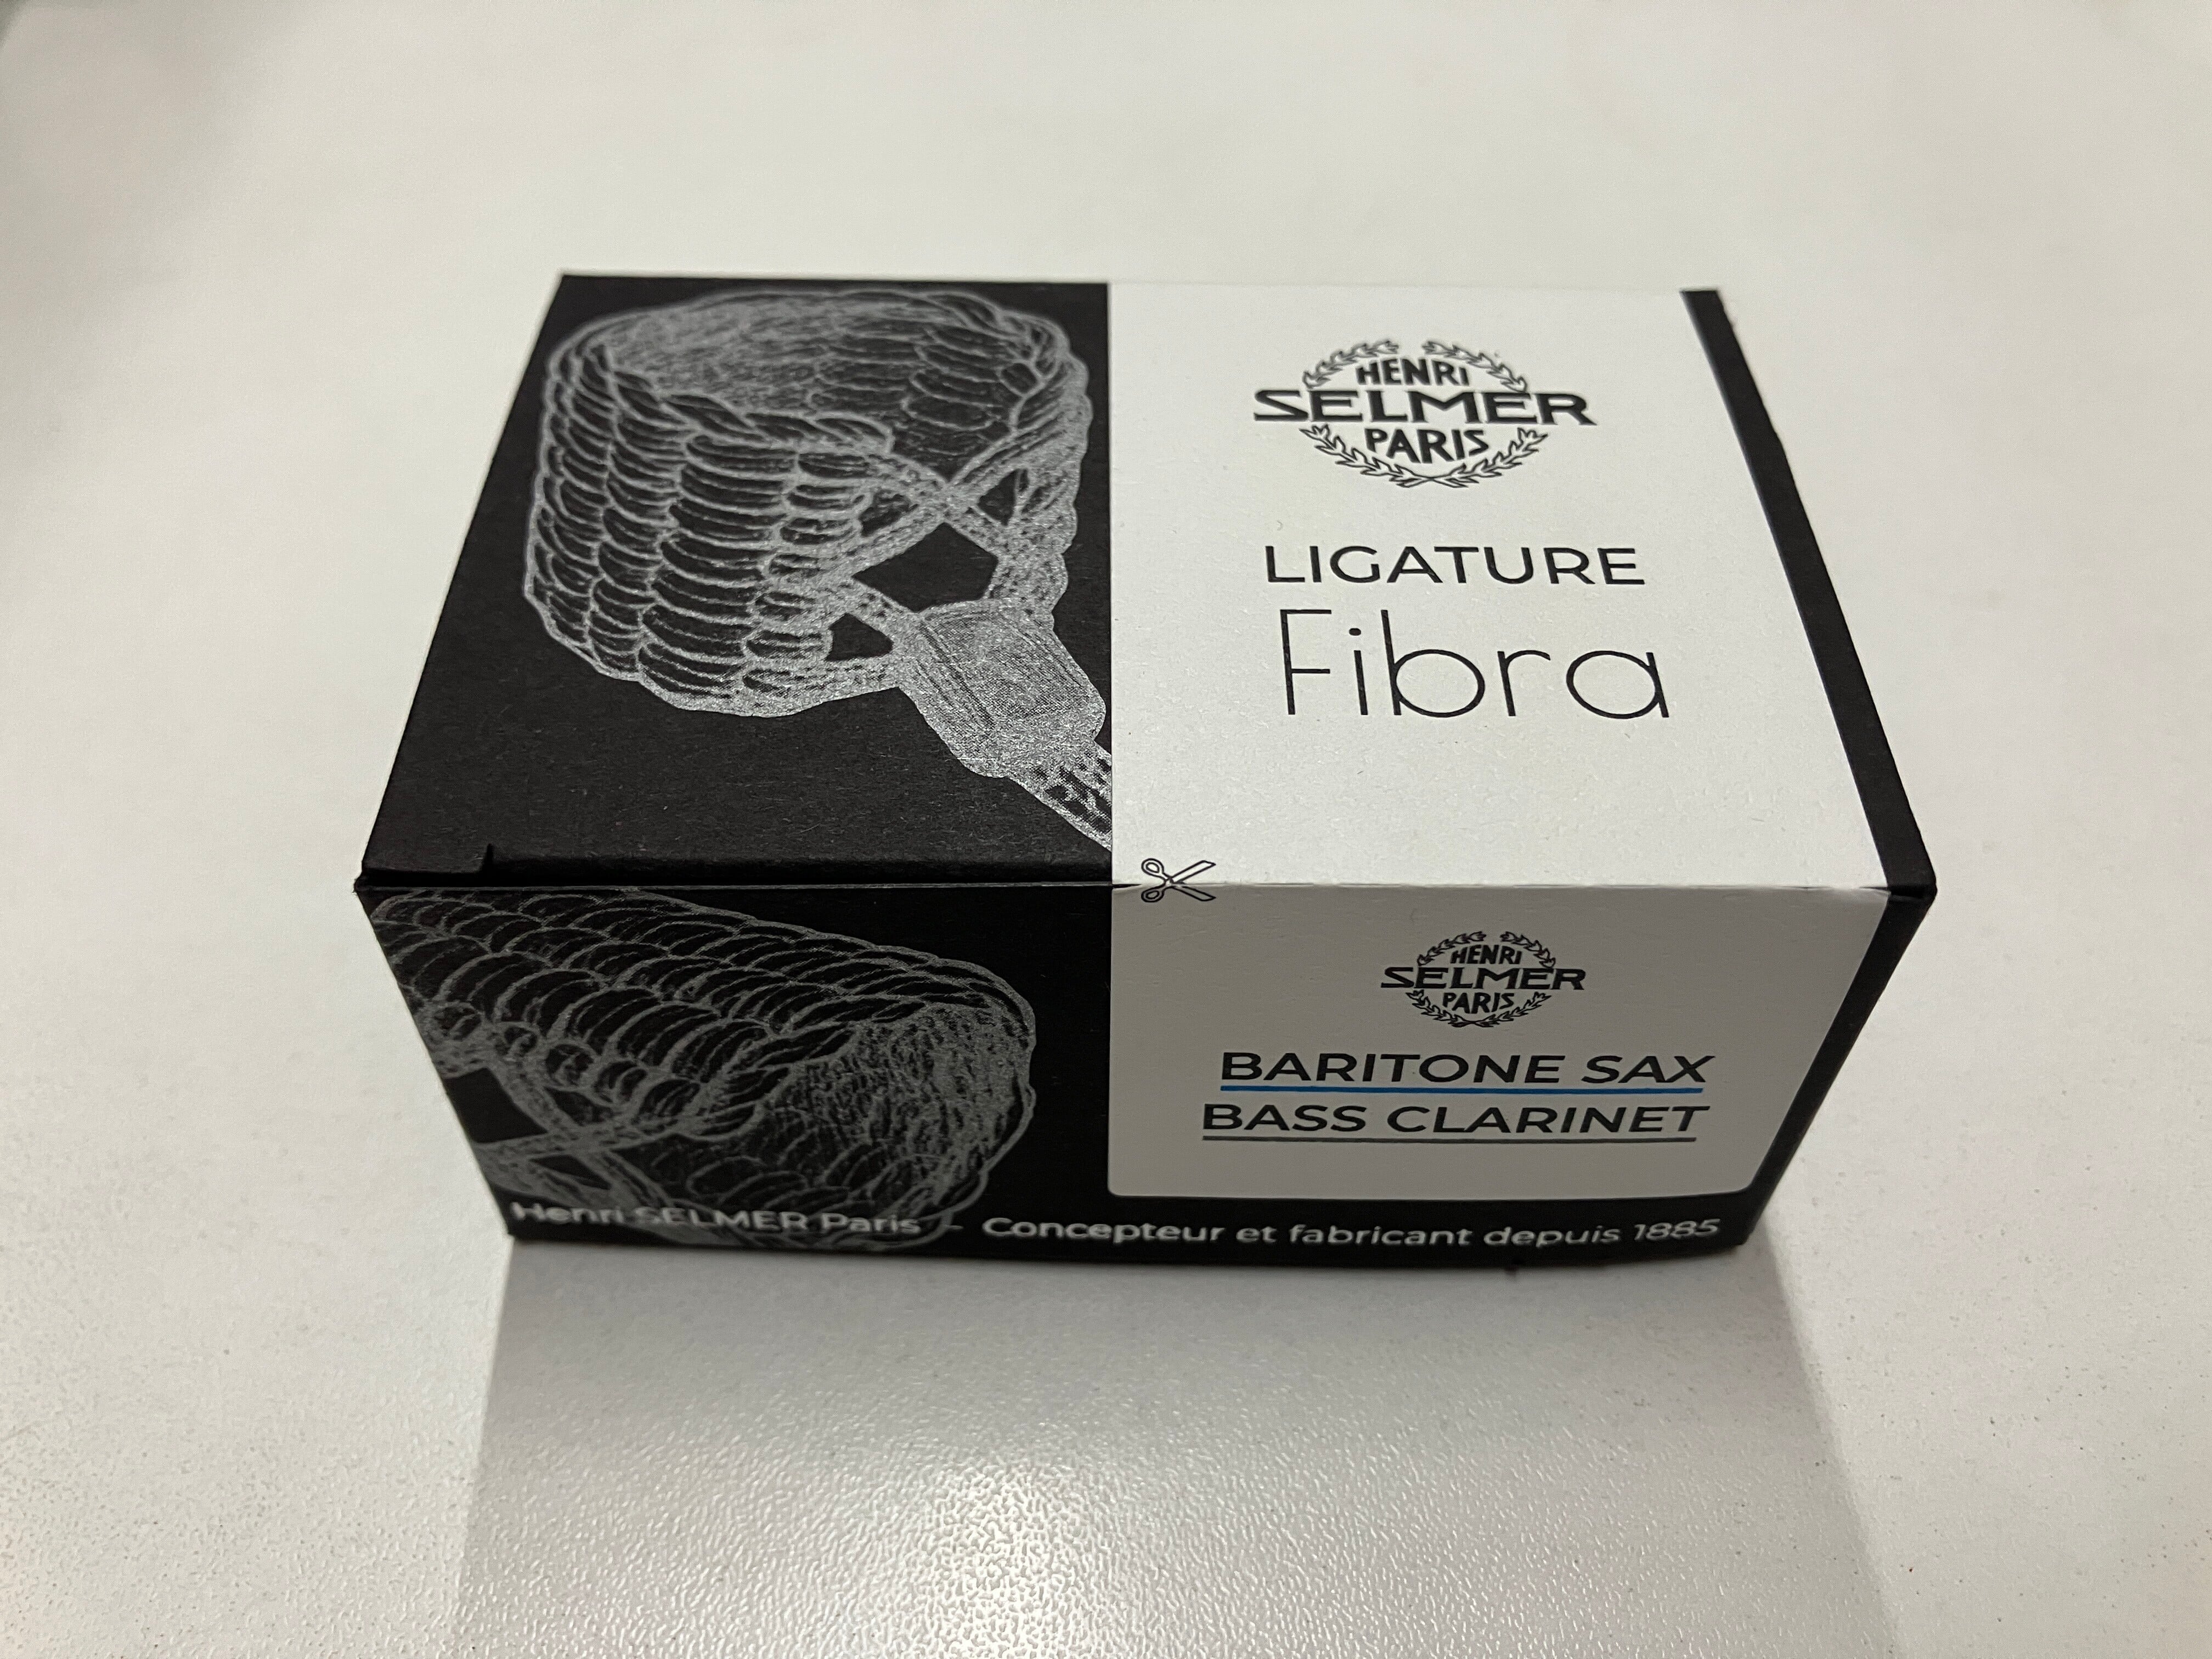 HENRI
SELMER
PARIS
LIGATURE
Fibra
HENRI
SELMER
PARIS
BARITONE SAX
BASS CLARINET
Henri SELMER Paris – Concepteur et fabricant depuis 1885